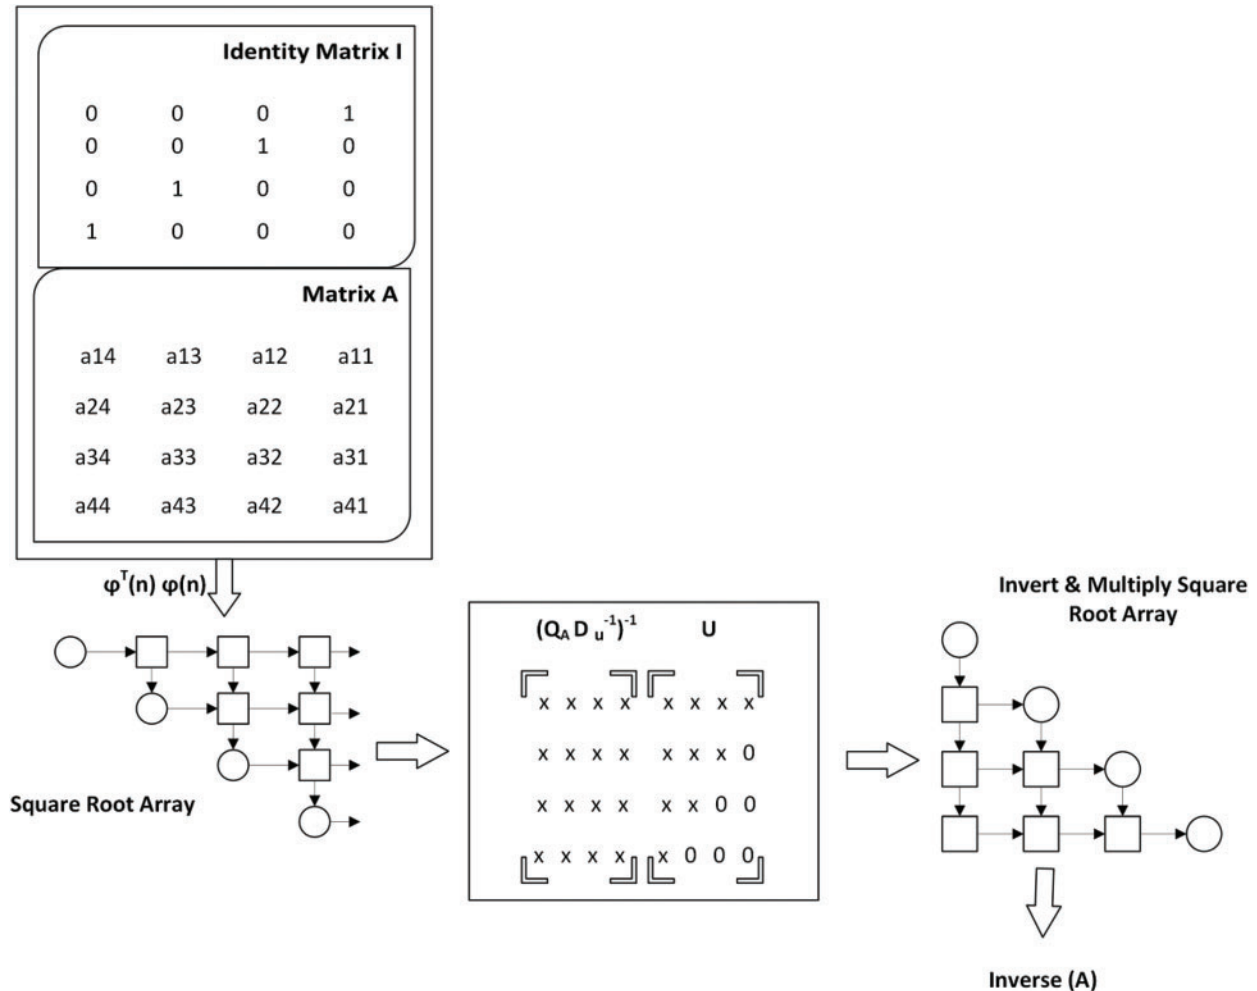 Identity Matrix I
0 0 0 1
0 0 1 0
0 1 0 0
1 0 0 0
Matrix A
a14 a13 a12 a11
a24 a23 a22 a21
a34 a33 a32 a31
a44 a43 a42 a41
φᵀ(n) φ(n)
Square Root Array
(Q_A D_u⁻¹)⁻¹ U
x x x x x x x x
x x x x x x x 0
x x x x x x 0 0
x x x x x 0 0 0
Invert & Multiply Square
Root Array
Inverse (A)